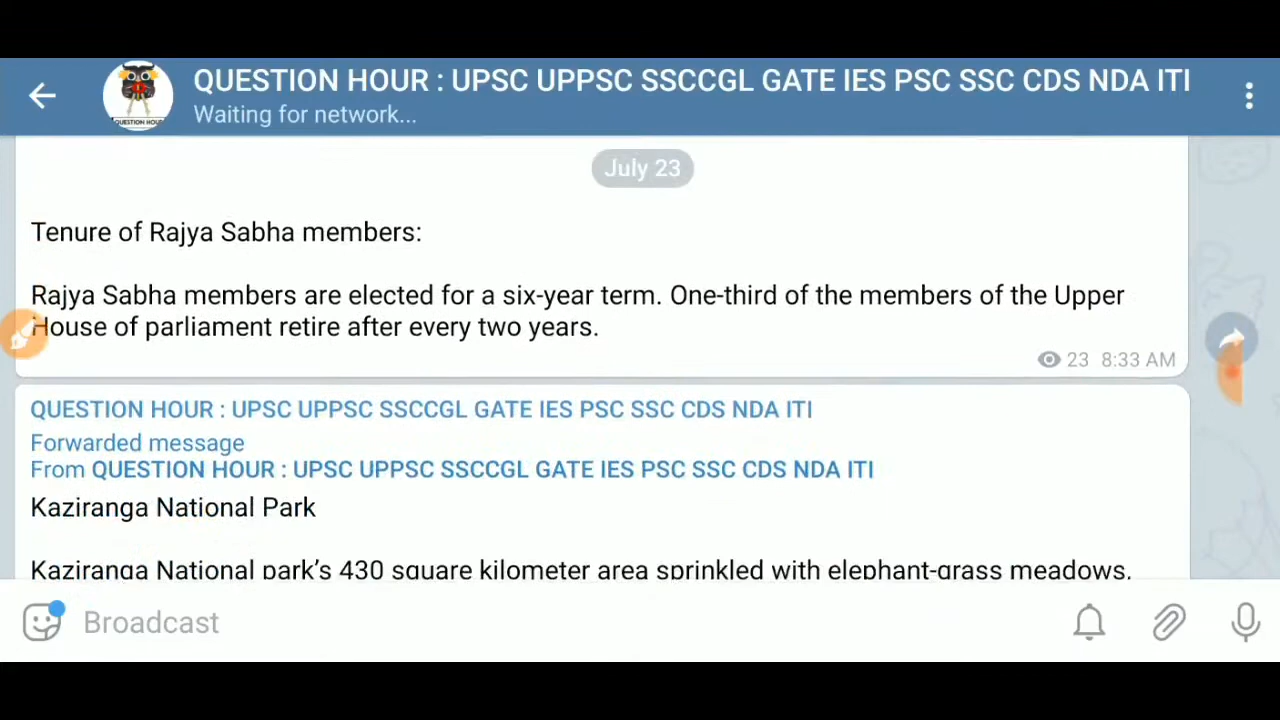 QUESTION HOUR : UPSC UPPSC SSCCGL GATE IES PSC SSC CDS NDA ITI
Waiting for network...
QUESTION HOUR
July 23
Tenure of Rajya Sabha members:
Rajya Sabha members are elected for a six-year term. One-third of the members of the Upper
House of parliament retire after every two years.
23 8:33 AM
QUESTION HOUR : UPSC UPPSC SSCCGL GATE IES PSC SSC CDS NDA ITI
Forwarded message
From QUESTION HOUR : UPSC UPPSC SSCCGL GATE IES PSC SSC CDS NDA ITI
Kaziranga National Park
Kaziranga National park’s 430 square kilometer area sprinkled with elephant-grass meadows,
Broadcast